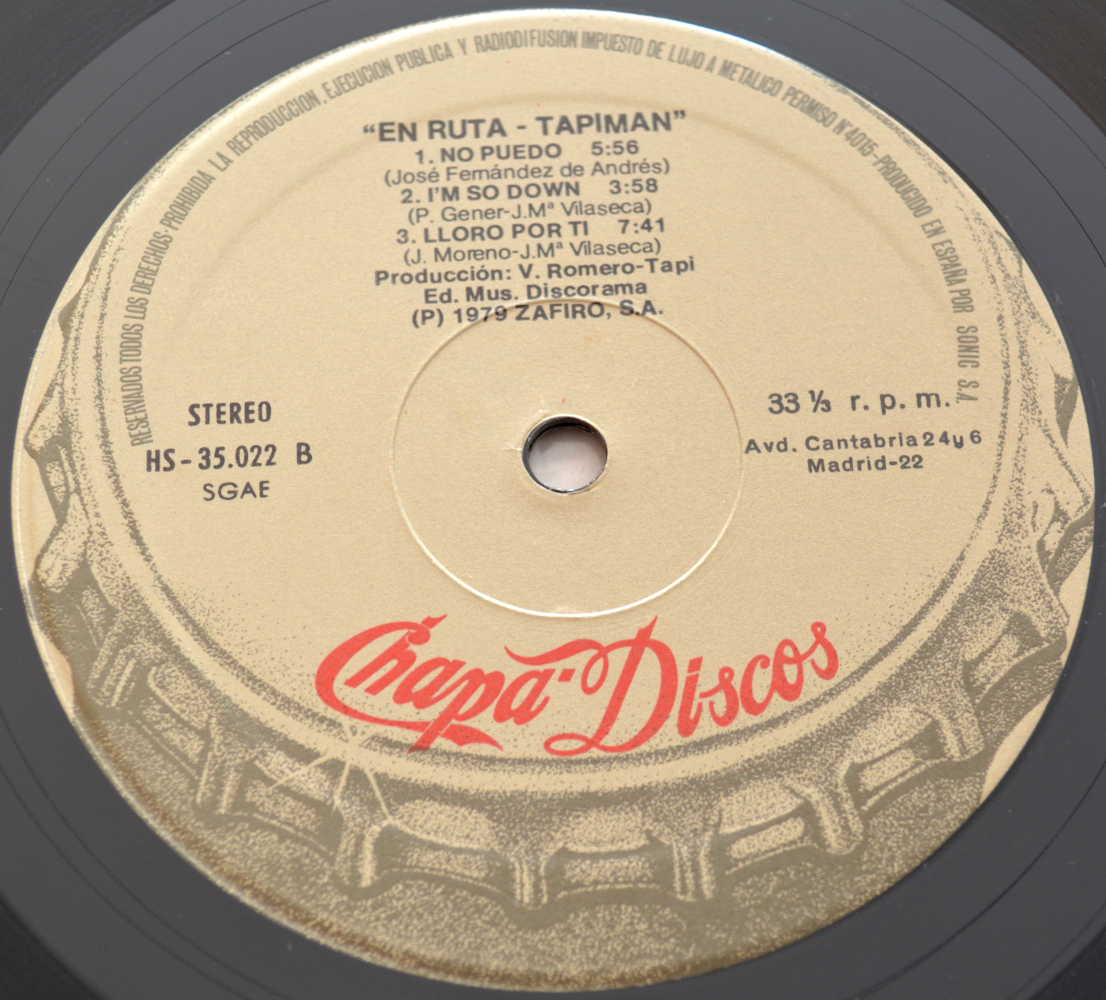 RESERVADOS TODOS LOS DERECHOS· PROHIBIDA LA REPRODUCCION, EJECUCION PUBLICA Y RADIODIFUSION IMPUESTO DE LUJO A METALICO PERMISO Nº 4015 - PRODUCIDO EN ESPAÑA POR SONIC S.A
“EN RUTA - TAPIMAN”
1. NO PUEDO 5:56
(José Fernández de Andrés)
2. I'M SO DOWN 3:58
(P. Gener-J.Mª Vilaseca)
3. LLORO POR TI 7:41
(J. Moreno-J.Mª Vilaseca)
Producción: V. Romero-Tapi
Ed. Mus. Discorama
(P) 1979 ZAFIRO, S.A.
STEREO
HS-35.022 B
SGAE
33 ⅓ r.p.m.
Avd. Cantabria 24y6
Madrid-22
Chapa-Discos